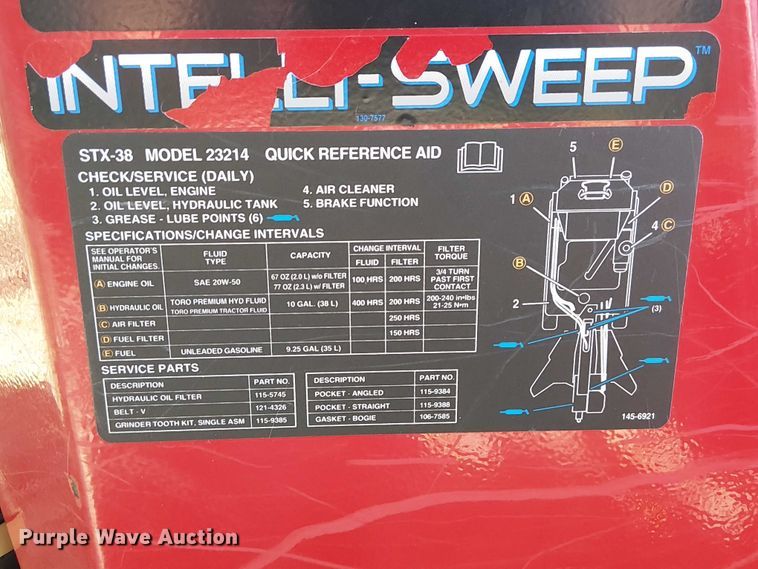 INTELLI-SWEEP™
130-7577
STX-38 MODEL 23214 QUICK REFERENCE AID
CHECK/SERVICE (DAILY)
1. OIL LEVEL, ENGINE
2. OIL LEVEL, HYDRAULIC TANK
3. GREASE - LUBE POINTS (6)
4. AIR CLEANER
5. BRAKE FUNCTION
SPECIFICATIONS/CHANGE INTERVALS
SEE OPERATOR'S MANUAL FOR INITIAL CHANGES. FLUID TYPE CAPACITY CHANGE INTERVAL FLUID FILTER FILTER TORQUE
A ENGINE OIL SAE 20W-50 67 OZ (2.0 L) w/o FILTER 77 OZ (2.3 L) w/ FILTER 100 HRS 200 HRS 3/4 TURN PAST FIRST CONTACT
B HYDRAULIC OIL TORO PREMIUM HYD FLUID TORO PREMIUM TRACTOR FLUID 10 GAL. (38 L) 400 HRS 200 HRS 200-240 in•lbs 21-25 N•m
C AIR FILTER 250 HRS
D FUEL FILTER 150 HRS
E FUEL UNLEADED GASOLINE 9.25 GAL (35 L)
SERVICE PARTS
DESCRIPTION PART NO.
HYDRAULIC OIL FILTER 115-5745
BELT - V 121-4326
GRINDER TOOTH KIT, SINGLE ASM 115-9385
DESCRIPTION PART NO.
POCKET - ANGLED 115-9384
POCKET - STRAIGHT 115-9388
GASKET - BOGIE 106-7585
5 E
1 A
D
4 C
B
2
(3)
145-6921
Purple Wave Auction